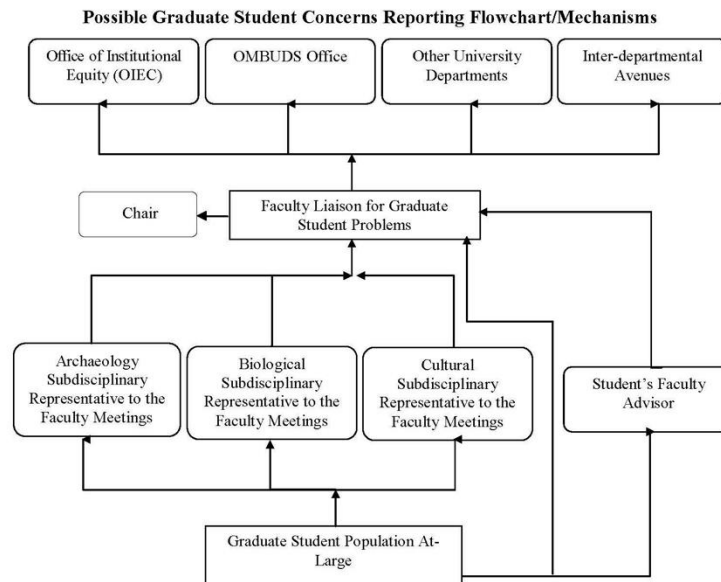 Possible Graduate Student Concerns Reporting Flowchart/Mechanisms
Office of Institutional
Equity (OIEC)
OMBUDS Office
Other University
Departments
Inter-departmental
Avenues
Chair
Faculty Liaison for Graduate
Student Problems
Archaeology
Subdisciplinary
Representative to the
Faculty Meetings
Biological
Subdisciplinary
Representative to the
Faculty Meetings
Cultural
Subdisciplinary
Representative to the
Faculty Meetings
Student's Faculty
Advisor
Graduate Student Population At-
Large